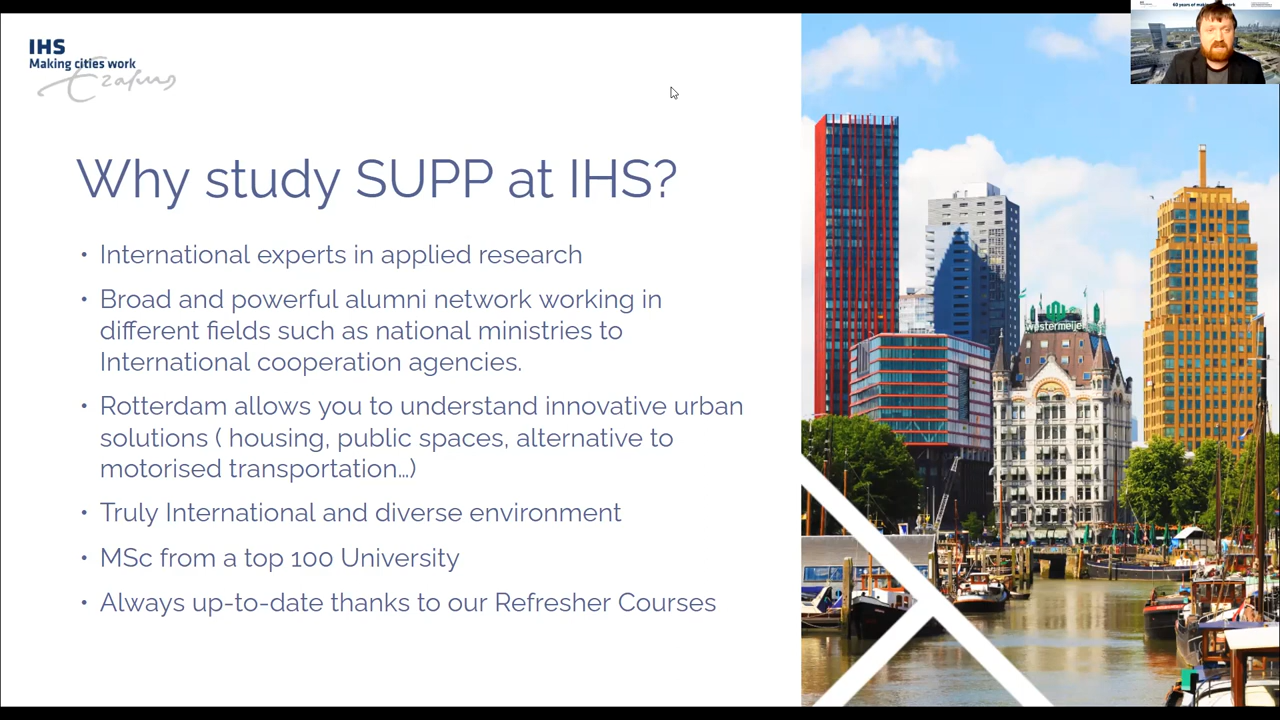 IHS
Making cities work
Erasmus
Why study SUPP at IHS?
• International experts in applied research
• Broad and powerful alumni network working in
different fields such as national ministries to
International cooperation agencies.
• Rotterdam allows you to understand innovative urban
solutions ( housing, public spaces, alternative to
motorised transportation...)
• Truly International and diverse environment
• MSc from a top 100 University
• Always up-to-date thanks to our Refresher Courses
westermeijer